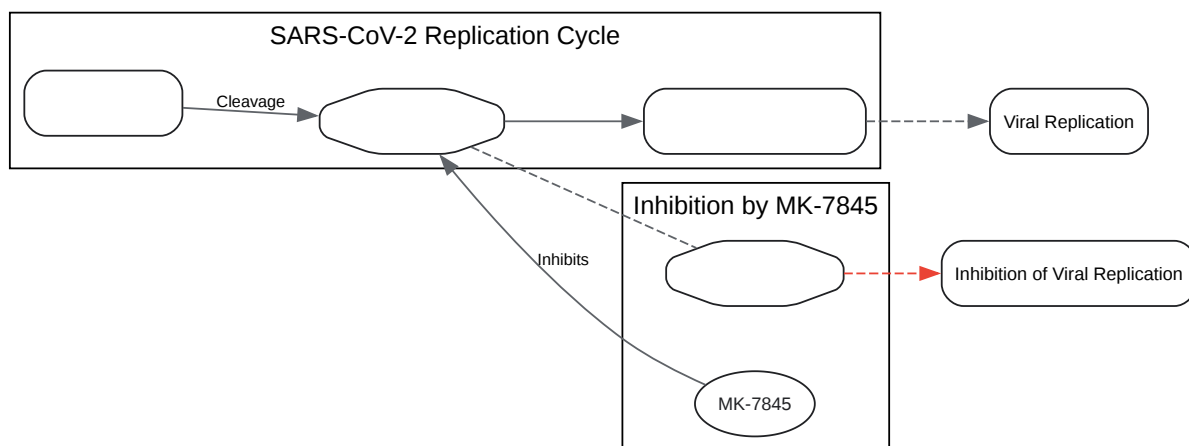 SARS-CoV-2 Replication Cycle
Cleavage
Viral Replication
Inhibition by MK-7845
Inhibits
Inhibition of Viral Replication
MK-7845